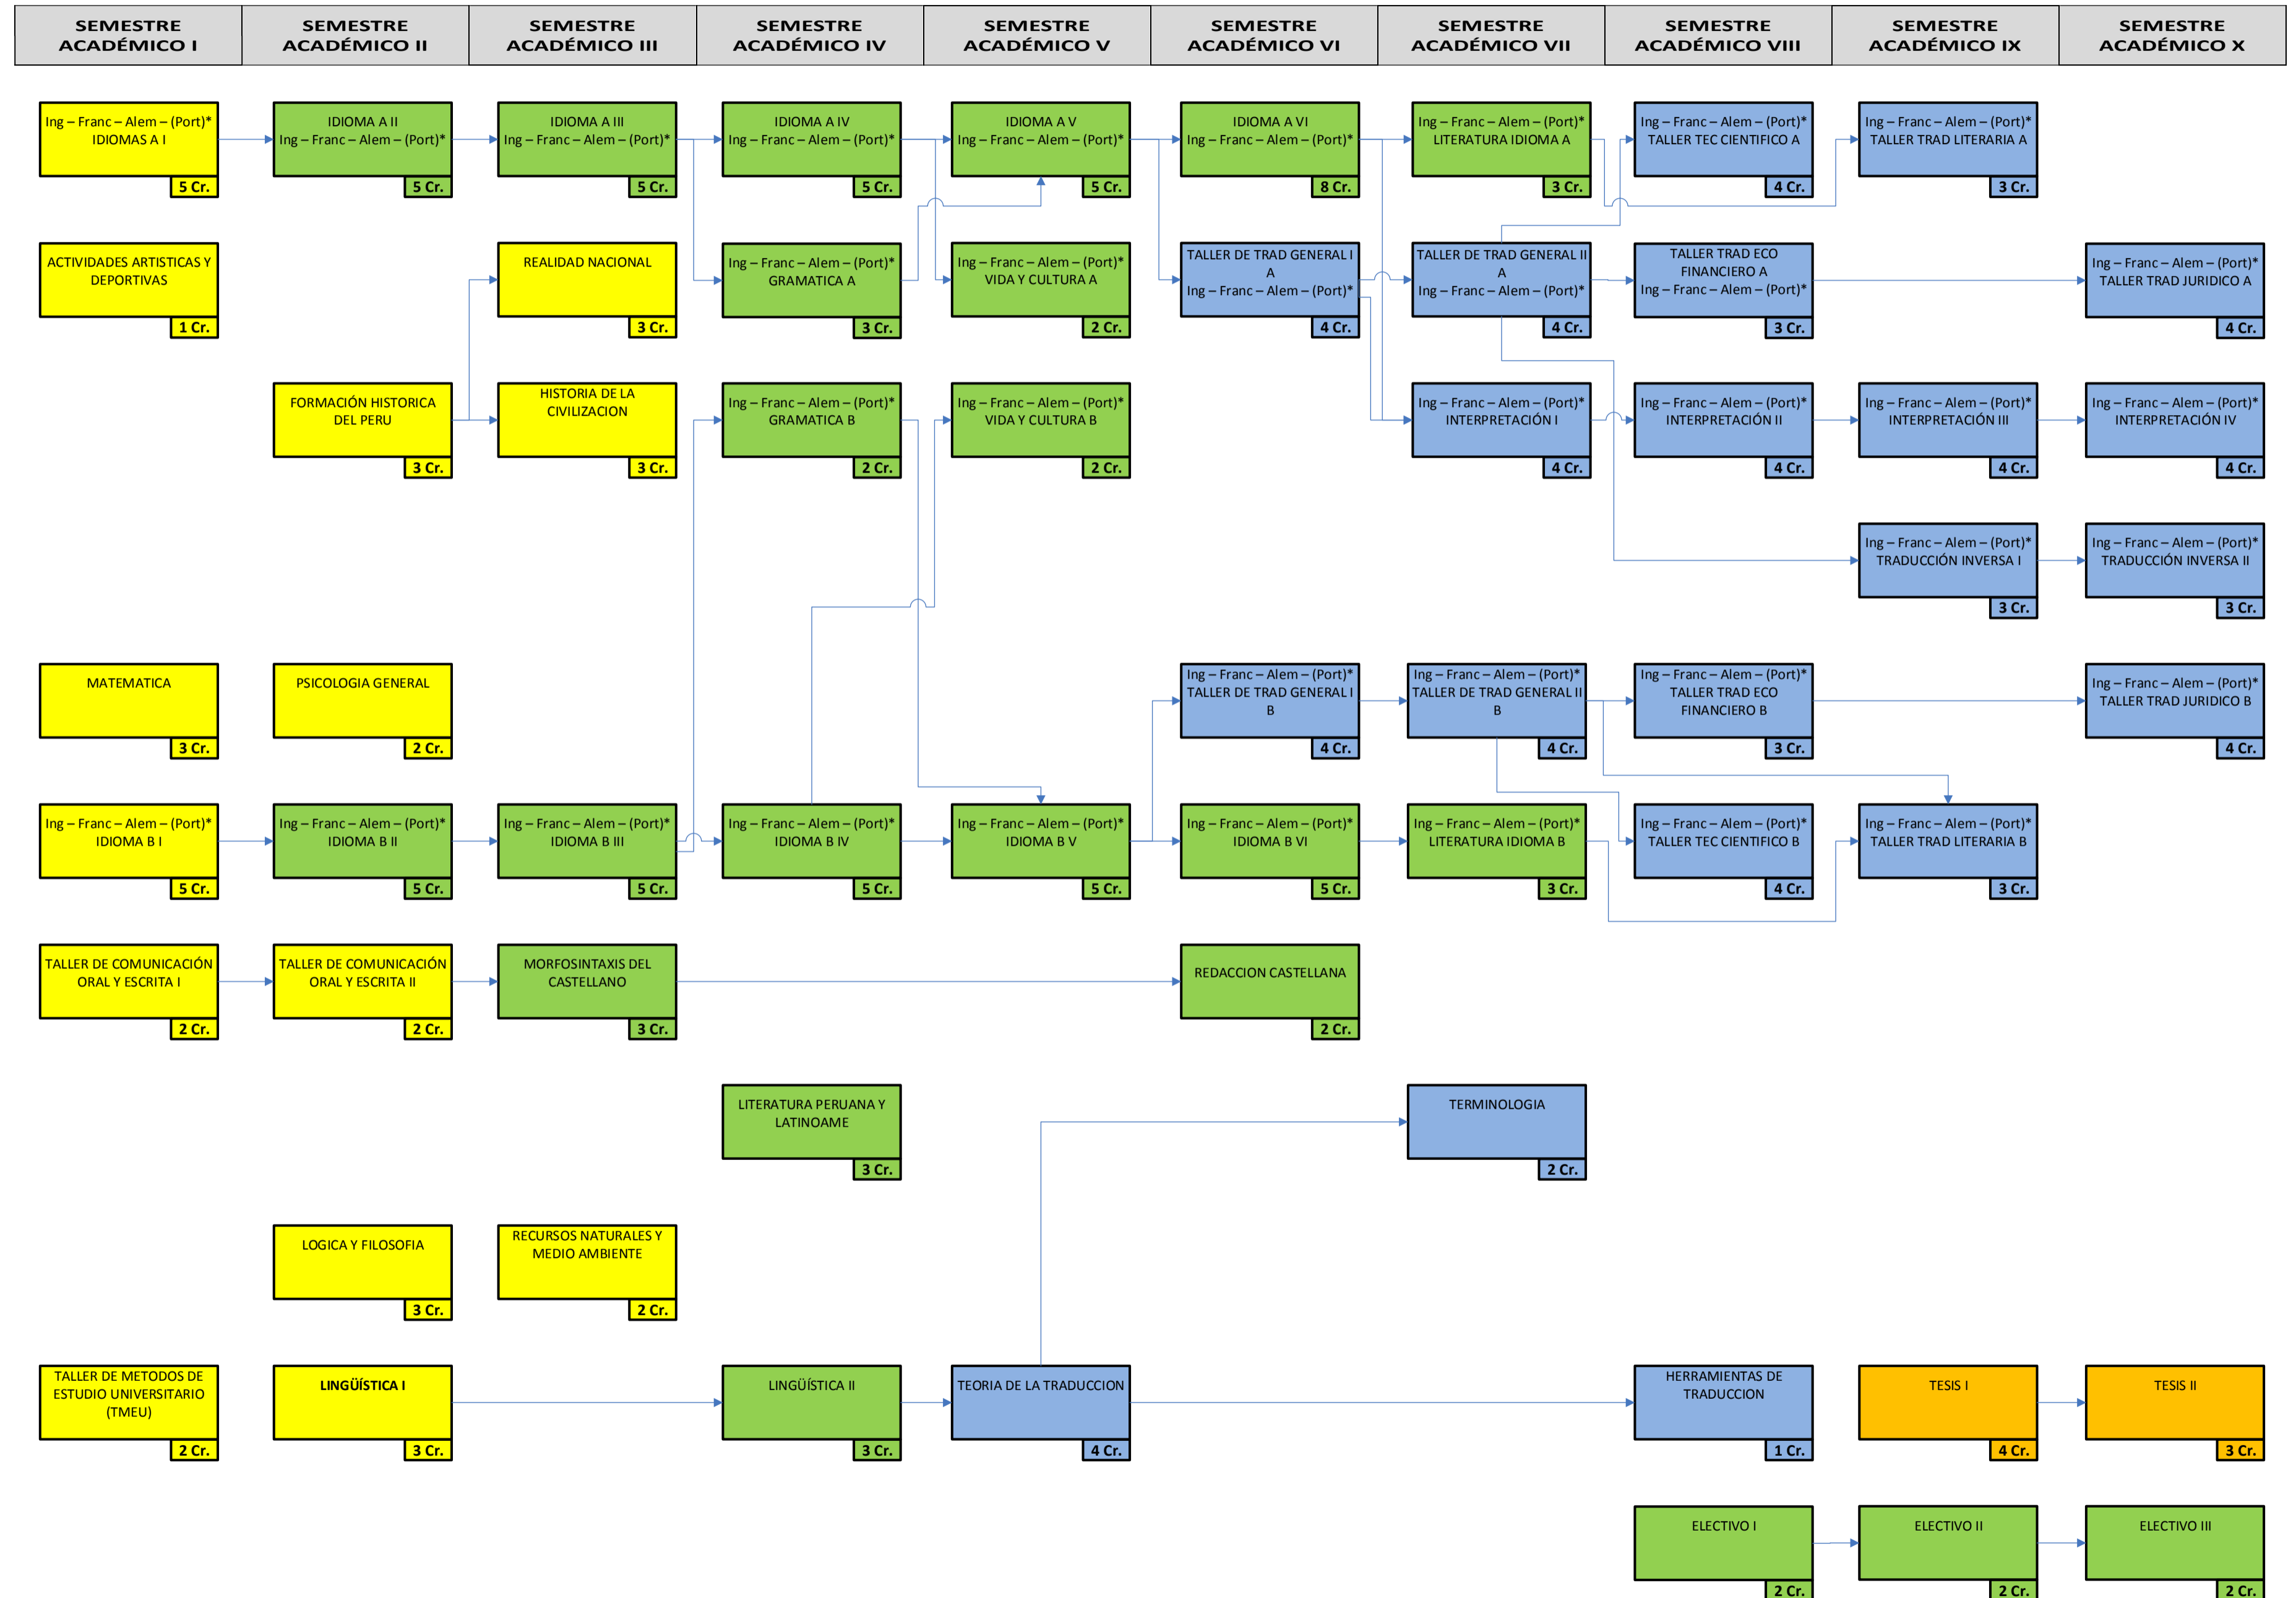 SEMESTRE
ACADÉMICO I
SEMESTRE
ACADÉMICO II
SEMESTRE
ACADÉMICO III
SEMESTRE
ACADÉMICO IV
SEMESTRE
ACADÉMICO V
SEMESTRE
ACADÉMICO VI
SEMESTRE
ACADÉMICO VII
SEMESTRE
ACADÉMICO VIII
SEMESTRE
ACADÉMICO IX
SEMESTRE
ACADÉMICO X
Ing – Franc – Alem – (Port)*
IDIOMAS A I
5 Cr.
IDIOMA A II
Ing – Franc – Alem – (Port)*
5 Cr.
IDIOMA A III
Ing – Franc – Alem – (Port)*
5 Cr.
IDIOMA A IV
Ing – Franc – Alem – (Port)*
5 Cr.
IDIOMA A V
Ing – Franc – Alem – (Port)*
5 Cr.
IDIOMA A VI
Ing – Franc – Alem – (Port)*
8 Cr.
Ing – Franc – Alem – (Port)*
LITERATURA IDIOMA A
3 Cr.
Ing – Franc – Alem – (Port)*
TALLER TEC CIENTIFICO A
4 Cr.
Ing – Franc – Alem – (Port)*
TALLER TRAD LITERARIA A
3 Cr.
ACTIVIDADES ARTISTICAS Y
DEPORTIVAS
1 Cr.
REALIDAD NACIONAL
3 Cr.
Ing – Franc – Alem – (Port)*
GRAMATICA A
3 Cr.
Ing – Franc – Alem – (Port)*
VIDA Y CULTURA A
2 Cr.
TALLER DE TRAD GENERAL I
A
Ing – Franc – Alem – (Port)*
4 Cr.
TALLER DE TRAD GENERAL II
A
Ing – Franc – Alem – (Port)*
4 Cr.
TALLER TRAD ECO
FINANCIERO A
Ing – Franc – Alem – (Port)*
3 Cr.
Ing – Franc – Alem – (Port)*
TALLER TRAD JURIDICO A
4 Cr.
FORMACIÓN HISTORICA
DEL PERU
3 Cr.
HISTORIA DE LA
CIVILIZACION
3 Cr.
Ing – Franc – Alem – (Port)*
GRAMATICA B
2 Cr.
Ing – Franc – Alem – (Port)*
VIDA Y CULTURA B
2 Cr.
Ing – Franc – Alem – (Port)*
INTERPRETACIÓN I
4 Cr.
Ing – Franc – Alem – (Port)*
INTERPRETACIÓN II
4 Cr.
Ing – Franc – Alem – (Port)*
INTERPRETACIÓN III
4 Cr.
Ing – Franc – Alem – (Port)*
INTERPRETACIÓN IV
4 Cr.
Ing – Franc – Alem – (Port)*
TRADUCCIÓN INVERSA I
3 Cr.
Ing – Franc – Alem – (Port)*
TRADUCCIÓN INVERSA II
3 Cr.
MATEMATICA
3 Cr.
PSICOLOGIA GENERAL
2 Cr.
Ing – Franc – Alem – (Port)*
TALLER DE TRAD GENERAL I
B
4 Cr.
Ing – Franc – Alem – (Port)*
TALLER DE TRAD GENERAL II
B
4 Cr.
Ing – Franc – Alem – (Port)*
TALLER TRAD ECO
FINANCIERO B
3 Cr.
Ing – Franc – Alem – (Port)*
TALLER TRAD JURIDICO B
4 Cr.
Ing – Franc – Alem – (Port)*
IDIOMA B I
5 Cr.
Ing – Franc – Alem – (Port)*
IDIOMA B II
5 Cr.
Ing – Franc – Alem – (Port)*
IDIOMA B III
5 Cr.
Ing – Franc – Alem – (Port)*
IDIOMA B IV
5 Cr.
Ing – Franc – Alem – (Port)*
IDIOMA B V
5 Cr.
Ing – Franc – Alem – (Port)*
IDIOMA B VI
5 Cr.
Ing – Franc – Alem – (Port)*
LITERATURA IDIOMA B
3 Cr.
Ing – Franc – Alem – (Port)*
TALLER TEC CIENTIFICO B
4 Cr.
Ing – Franc – Alem – (Port)*
TALLER TRAD LITERARIA B
3 Cr.
TALLER DE COMUNICACIÓN
ORAL Y ESCRITA I
2 Cr.
TALLER DE COMUNICACIÓN
ORAL Y ESCRITA II
2 Cr.
MORFOSINTAXIS DEL
CASTELLANO
3 Cr.
REDACCION CASTELLANA
2 Cr.
LITERATURA PERUANA Y
LATINOAME
3 Cr.
TERMINOLOGIA
2 Cr.
LOGICA Y FILOSOFIA
3 Cr.
RECURSOS NATURALES Y
MEDIO AMBIENTE
2 Cr.
TALLER DE METODOS DE
ESTUDIO UNIVERSITARIO
(TMEU)
2 Cr.
LINGÜÍSTICA I
3 Cr.
LINGÜÍSTICA II
3 Cr.
TEORIA DE LA TRADUCCION
4 Cr.
HERRAMIENTAS DE
TRADUCCION
1 Cr.
TESIS I
4 Cr.
TESIS II
3 Cr.
ELECTIVO I
2 Cr.
ELECTIVO II
2 Cr.
ELECTIVO III
2 Cr.